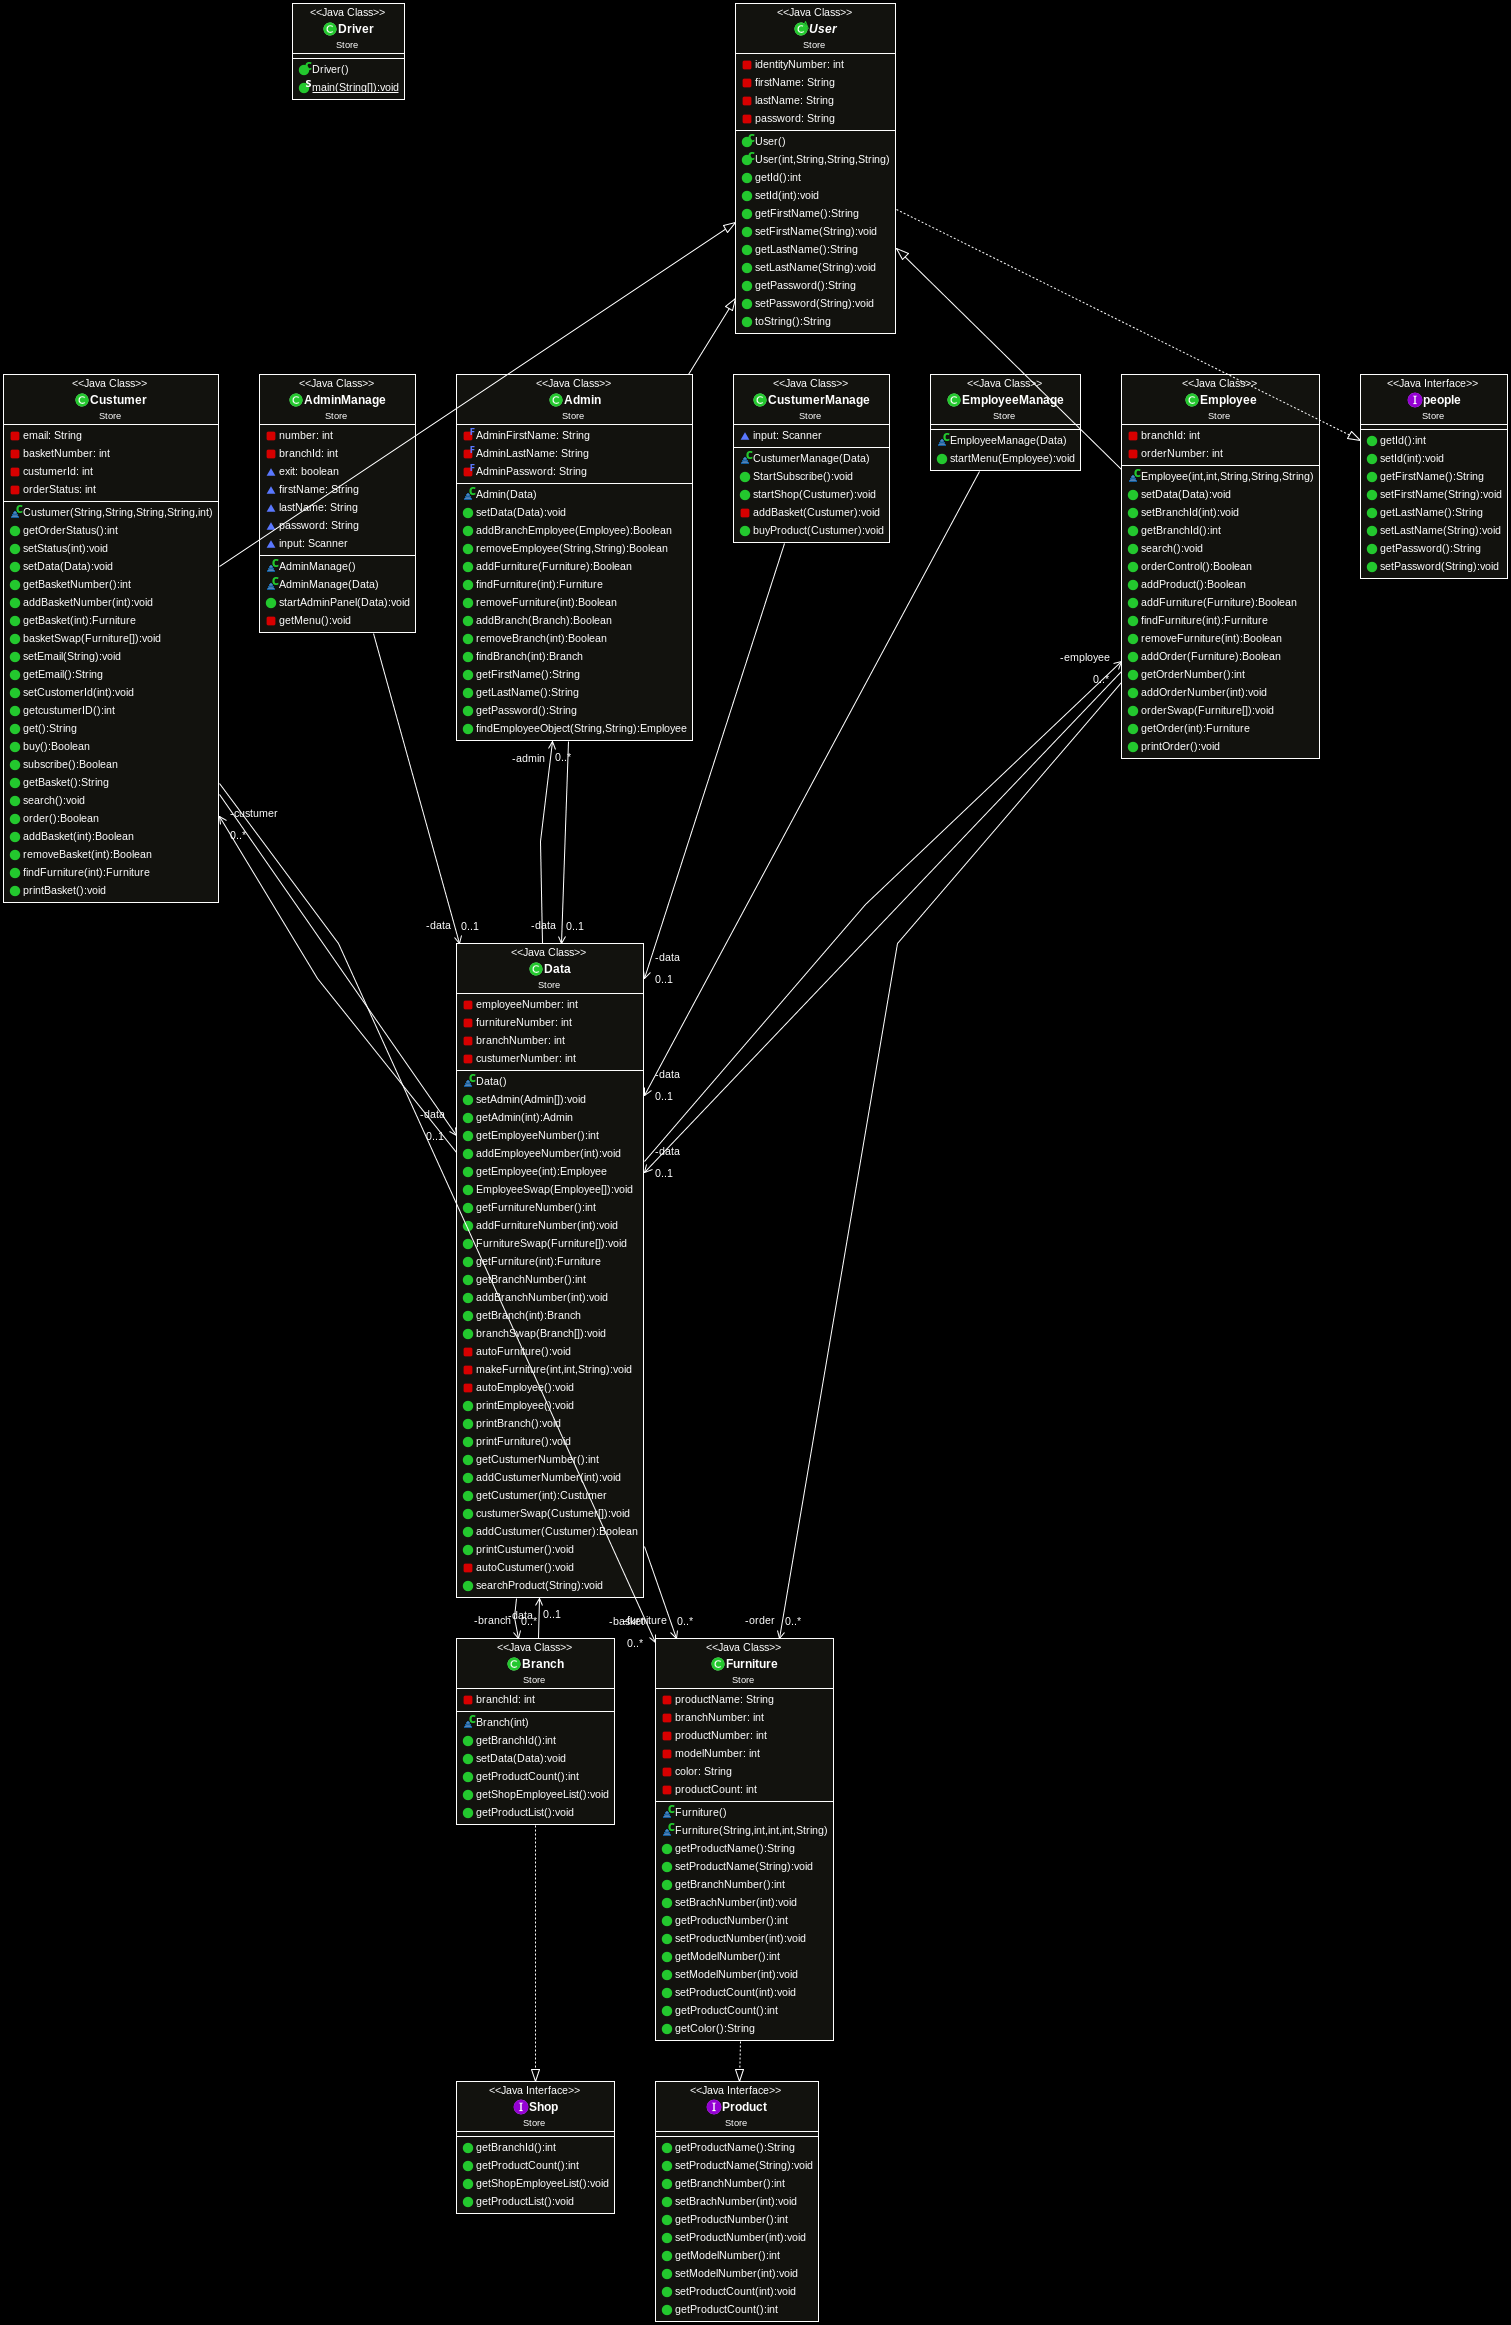 <<Java Class>>
Driver
Store
Driver()
main(String[]):void
<<Java Class>>
User
Store
identityNumber: int
firstName: String
lastName: String
password: String
User()
User(int,String,String,String)
getId():int
setId(int):void
getFirstName():String
setFirstName(String):void
getLastName():String
setLastName(String):void
getPassword():String
setPassword(String):void
toString():String
<<Java Class>>
Custumer
Store
email: String
basketNumber: int
custumerId: int
orderStatus: int
Custumer(String,String,String,String,int)
getOrderStatus():int
setStatus(int):void
setData(Data):void
getBasketNumber():int
addBasketNumber(int):void
getBasket(int):Furniture
basketSwap(Furniture[]):void
setEmail(String):void
getEmail():String
setCustomerId(int):void
getcustumerID():int
get():String
buy():Boolean
subscribe():Boolean
getBasket():String
search():void
order():Boolean
addBasket(int):Boolean
removeBasket(int):Boolean
findFurniture(int):Furniture
printBasket():void
<<Java Class>>
AdminManage
Store
number: int
branchId: int
exit: boolean
firstName: String
lastName: String
password: String
input: Scanner
AdminManage()
AdminManage(Data)
startAdminPanel(Data):void
getMenu():void
<<Java Class>>
Admin
Store
AdminFirstName: String
AdminLastName: String
AdminPassword: String
Admin(Data)
setData(Data):void
addBranchEmployee(Employee):Boolean
removeEmployee(String,String):Boolean
addFurniture(Furniture):Boolean
findFurniture(int):Furniture
removeFurniture(int):Boolean
addBranch(Branch):Boolean
removeBranch(int):Boolean
findBranch(int):Branch
getFirstName():String
getLastName():String
getPassword():String
findEmployeeObject(String,String):Employee
<<Java Class>>
CustumerManage
Store
input: Scanner
CustumerManage(Data)
StartSubscribe():void
startShop(Custumer):void
addBasket(Custumer):void
buyProduct(Custumer):void
<<Java Class>>
EmployeeManage
Store
EmployeeManage(Data)
startMenu(Employee):void
<<Java Class>>
Employee
Store
branchId: int
orderNumber: int
Employee(int,int,String,String,String)
setData(Data):void
setBranchId(int):void
getBranchId():int
search():void
orderControl():Boolean
addProduct():Boolean
addFurniture(Furniture):Boolean
findFurniture(int):Furniture
removeFurniture(int):Boolean
addOrder(Furniture):Boolean
getOrderNumber():int
addOrderNumber(int):void
orderSwap(Furniture[]):void
getOrder(int):Furniture
printOrder():void
<<Java Interface>>
people
Store
getId():int
setId(int):void
getFirstName():String
setFirstName(String):void
getLastName():String
setLastName(String):void
getPassword():String
setPassword(String):void
-employee
0..*
-admin
0..*
-custumer
0..*
-data
0..1
-data
0..1
-data
0..1
-data
0..1
-data
0..1
-data
0..1
<<Java Class>>
Data
Store
employeeNumber: int
furnitureNumber: int
branchNumber: int
custumerNumber: int
Data()
setAdmin(Admin[]):void
getAdmin(int):Admin
getEmployeeNumber():int
addEmployeeNumber(int):void
getEmployee(int):Employee
EmployeeSwap(Employee[]):void
getFurnitureNumber():int
addFurnitureNumber(int):void
FurnitureSwap(Furniture[]):void
getFurniture(int):Furniture
getBranchNumber():int
addBranchNumber(int):void
getBranch(int):Branch
branchSwap(Branch[]):void
autoFurniture():void
makeFurniture(int,int,String):void
autoEmployee():void
printEmployee():void
printBranch():void
printFurniture():void
getCustumerNumber():int
addCustumerNumber(int):void
getCustumer(int):Custumer
custumerSwap(Custumer[]):void
addCustumer(Custumer):Boolean
printCustumer():void
autoCustumer():void
searchProduct(String):void
-branch
0..*
-data
0..1
-basket
0..*
-furniture
0..*
-order
0..*
<<Java Class>>
Branch
Store
branchId: int
Branch(int)
getBranchId():int
setData(Data):void
getProductCount():int
getShopEmployeeList():void
getProductList():void
<<Java Class>>
Furniture
Store
productName: String
branchNumber: int
productNumber: int
modelNumber: int
color: String
productCount: int
Furniture()
Furniture(String,int,int,int,String)
getProductName():String
setProductName(String):void
getBranchNumber():int
setBrachNumber(int):void
getProductNumber():int
setProductNumber(int):void
getModelNumber():int
setModelNumber(int):void
setProductCount(int):void
getProductCount():int
getColor():String
<<Java Interface>>
Shop
Store
getBranchId():int
getProductCount():int
getShopEmployeeList():void
getProductList():void
<<Java Interface>>
Product
Store
getProductName():String
setProductName(String):void
getBranchNumber():int
setBrachNumber(int):void
getProductNumber():int
setProductNumber(int):void
getModelNumber():int
setModelNumber(int):void
setProductCount(int):void
getProductCount():int